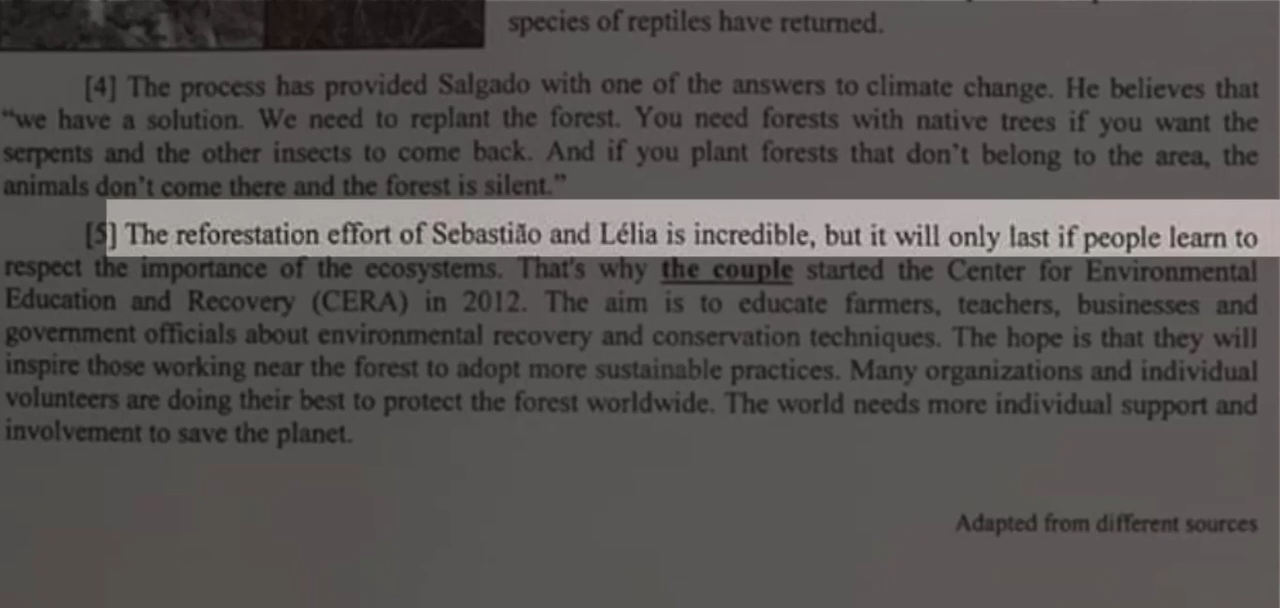 species of reptiles have returned.
[4] The process has provided Salgado with one of the answers to climate change. He believes that
“we have a solution. We need to replant the forest. You need forests with native trees if you want the
serpents and the other insects to come back. And if you plant forests that don’t belong to the area, the
animals don’t come there and the forest is silent.”
[5] The reforestation effort of Sebastião and Lélia is incredible, but it will only last if people learn to
respect the importance of the ecosystems. That's why the couple started the Center for Environmental
Education and Recovery (CERA) in 2012. The aim is to educate farmers, teachers, businesses and
government officials about environmental recovery and conservation techniques. The hope is that they will
inspire those working near the forest to adopt more sustainable practices. Many organizations and individual
volunteers are doing their best to protect the forest worldwide. The world needs more individual support and
involvement to save the planet.
Adapted from different sources